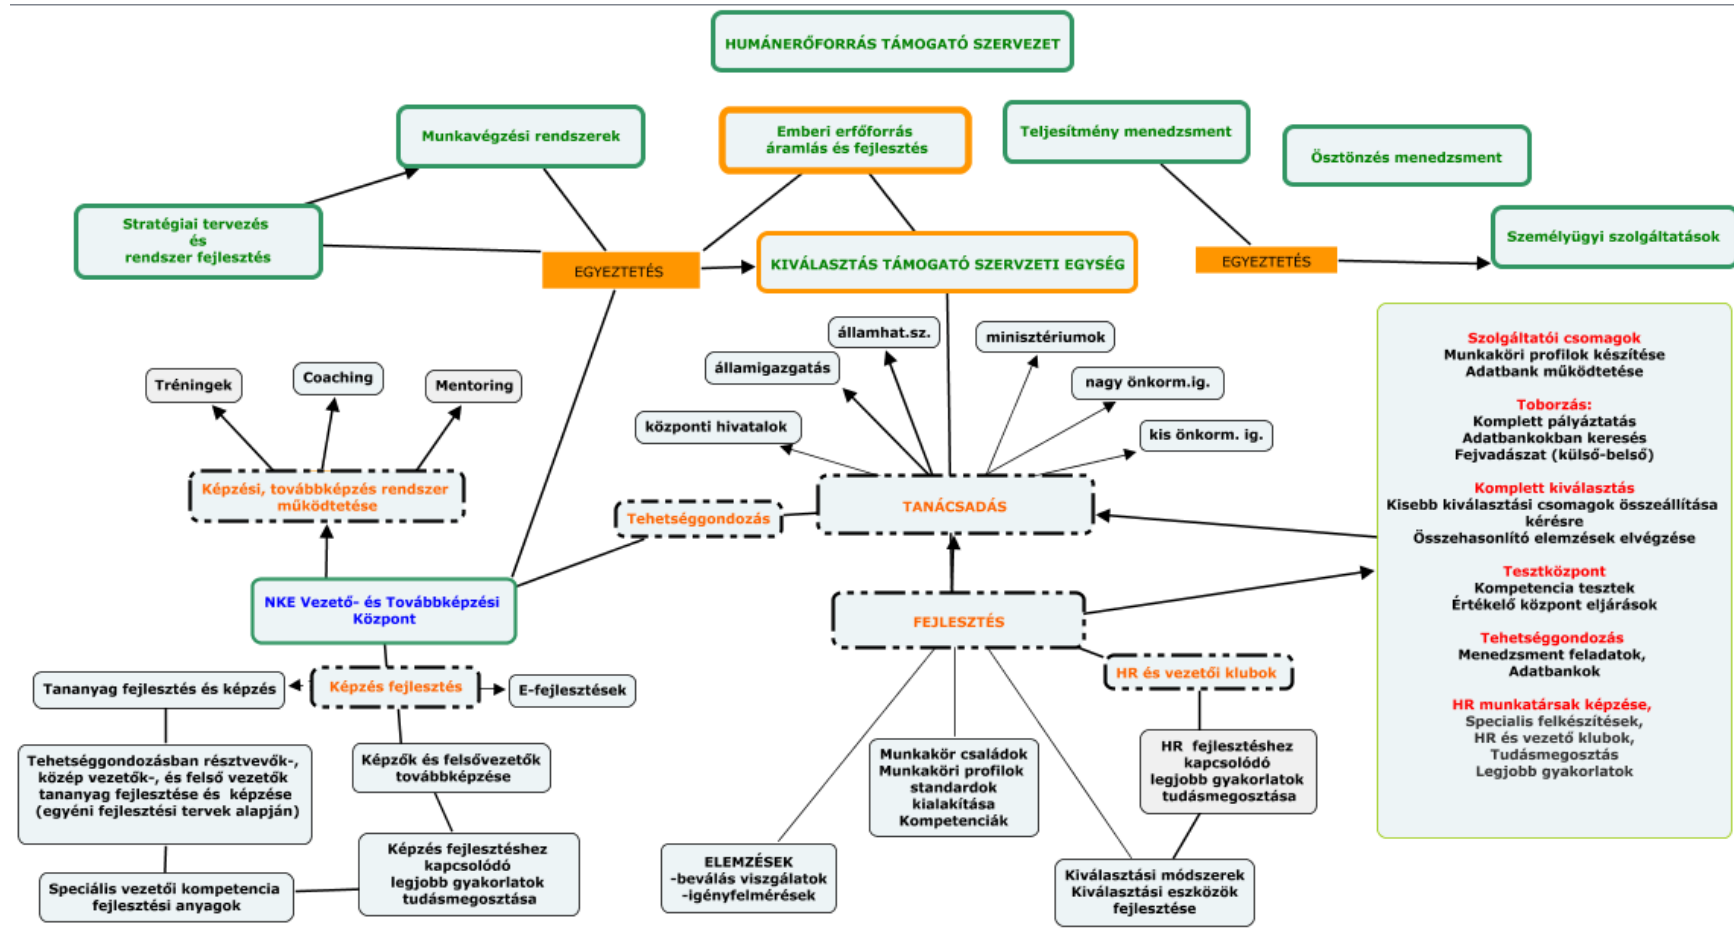 HUMÁNERŐFORRÁS TÁMOGATÓ SZERVEZET
Munkavégzési rendszerek
Emberi erfőforrás
áramlás és fejlesztés
Teljesítmény menedzsment
Ösztönzés menedzsment
Stratégiai tervezés
és
rendszer fejlesztés
Személyügyi szolgáltatások
EGYEZTETÉS
KIVÁLASZTÁS TÁMOGATÓ SZERVZETI EGYSÉG
EGYEZTETÉS
államhat.sz.
minisztériumok
államigazgatás
nagy önkorm.ig.
központi hivatalok
kis önkorm. ig.
Tréningek
Coaching
Mentoring
Képzési, továbbképzés rendszer
működtetése
Tehetséggondozás
TANÁCSADÁS
NKE Vezető- és Továbbképzési
Központ
FEJLESZTÉS
HR és vezetői klubok
Tananyag fejlesztés és képzés
Képzés fejlesztés
E-fejlesztések
Tehetséggondozásban résztvevők-,
közép vezetők-, és felső vezetők
tananyag fejlesztése és képzése
(egyéni fejlesztési tervek alapján)
Képzők és felsővezetők
továbbképzése
Speciális vezetői kompetencia
fejlesztési anyagok
Képzés fejlesztéshez
kapcsolódó
legjobb gyakorlatok
tudásmegosztása
Munkakör családok
Munkaköri profilok
standardok
kialakítása
Kompetenciák
HR fejlesztéshez
kapcsolódó
legjobb gyakorlatok
tudásmegosztása
ELEMZÉSEK
-beválás viszgálatok
-igényfelmérések
Kiválasztási módszerek
Kiválasztási eszközök
fejlesztése
Szolgáltatói csomagok
Munkaköri profilok készítése
Adatbank működtetése
Toborzás:
Komplett pályáztatás
Adatbankokban keresés
Fejvadászat (külső-belső)
Komplett kiválasztás
Kisebb kiválasztási csomagok összeállítása
kérésre
Összehasonlító elemzések elvégzése
Tesztközpont
Kompetencia tesztek
Értékelő központ eljárások
Tehetséggondozás
Menedzsment feladatok,
Adatbankok
HR munkatársak képzése,
Specialis felkészítések,
HR és vezető klubok,
Tudásmegosztás
Legjobb gyakorlatok